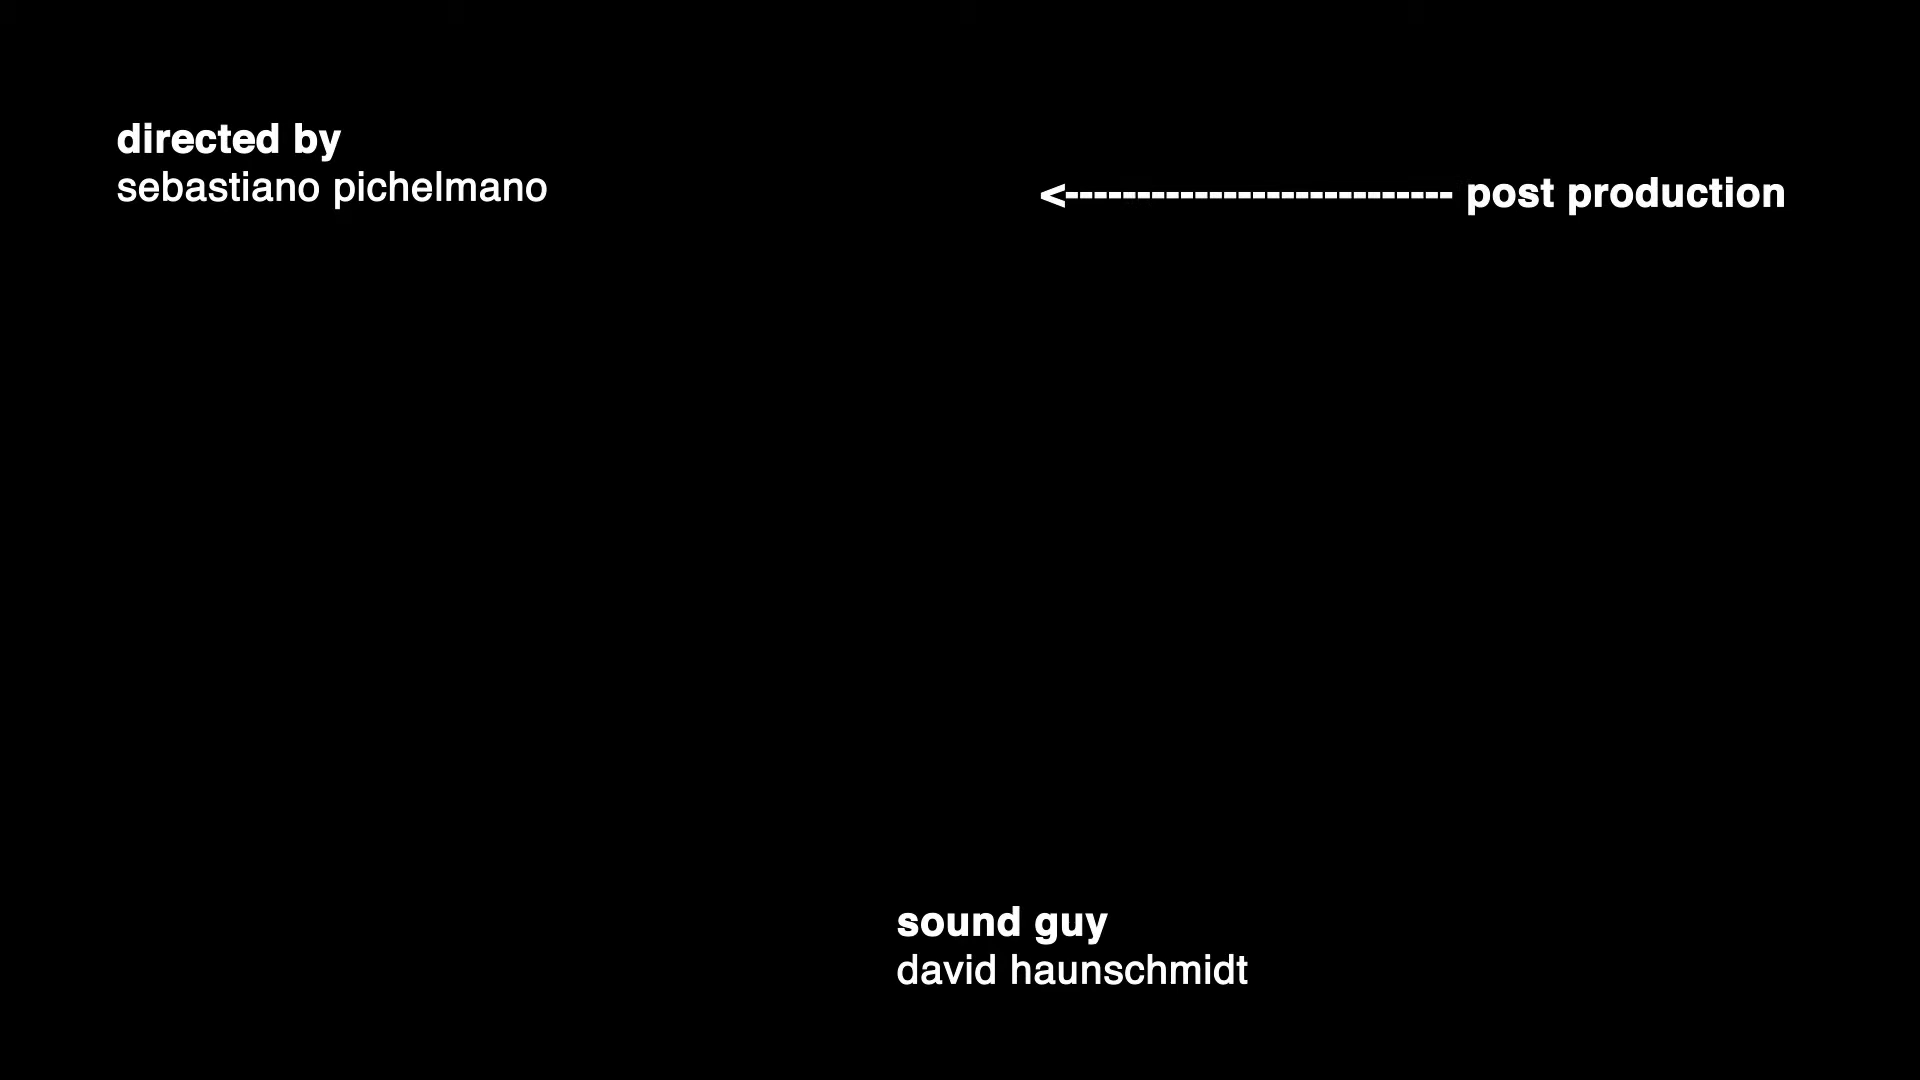 directed by
sebastiano pichelmano
<--------------------------- post production
sound guy
david haunschmidt